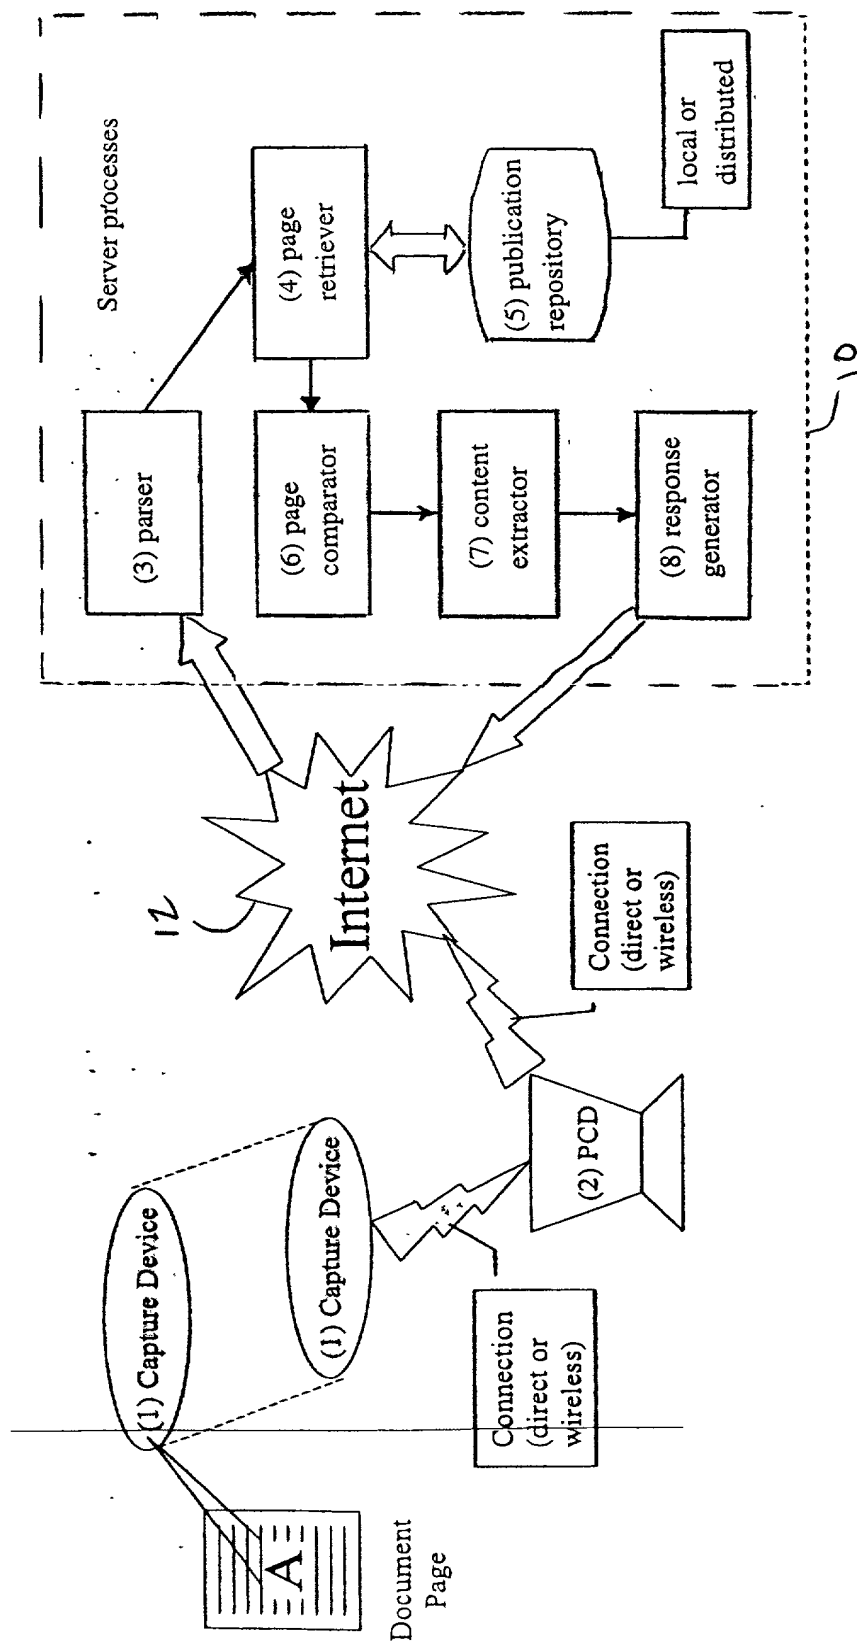 Document
Page
A
(1) Capture Device
(1) Capture Device
Connection
(direct or
wireless)
(2) PCD
Connection
(direct or
wireless)
12
Internet
Server processes
(3) parser
(4) page
retriever
(5) publication
repository
local or
distributed
(6) page
comparator
(7) content
extractor
(8) response
generator
10